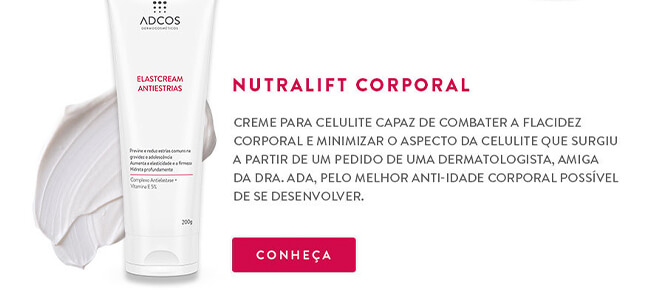 ADCOS
DERMOCOSMÉTICOS
ELASTCREAM
ANTIESTRIAS
Previne e reduz estrias comuns na
gravidez e adolescência
Aumenta a elasticidade e a firmeza
Hidrata profundamente
Complexo Antielastase +
Vitamina E 5%
200g
NUTRALIFT CORPORAL
CREME PARA CELULITE CAPAZ DE COMBATER A FLACIDEZ
CORPORAL E MINIMIZAR O ASPECTO DA CELULITE QUE SURGIU
A PARTIR DE UM PEDIDO DE UMA DERMATOLOGISTA, AMIGA
DA DRA. ADA, PELO MELHOR ANTI-IDADE CORPORAL POSSÍVEL
DE SE DESENVOLVER.
CONHEÇA